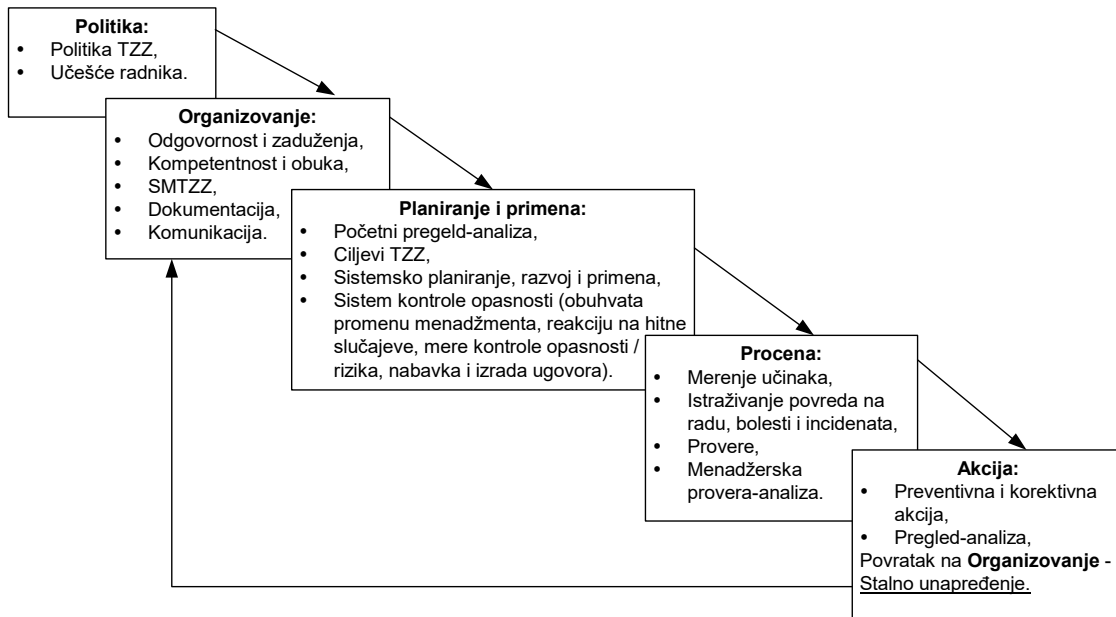 Politika:
• Politika TZZ,
• Učešće radnika.
Organizovanje:
• Odgovornost i zaduženja,
• Kompetentnost i obuka,
• SMTZZ,
• Dokumentacija,
• Komunikacija.
Planiranje i primena:
• Početni pregeld-analiza,
• Ciljevi TZZ,
• Sistemsko planiranje, razvoj i primena,
• Sistem kontrole opasnosti (obuhvata
promenu menadžmenta, reakciju na hitne
slučajeve, mere kontrole opasnosti /
rizika, nabavka i izrada ugovora).
Procena:
• Merenje učinaka,
• Istraživanje povreda na
radu, bolesti i incidenata,
• Provere,
• Menadžerska
provera-analiza.
Akcija:
• Preventivna i korektivna
akcija,
• Pregled-analiza,
Povratak na Organizovanje -
Stalno unapređenje.